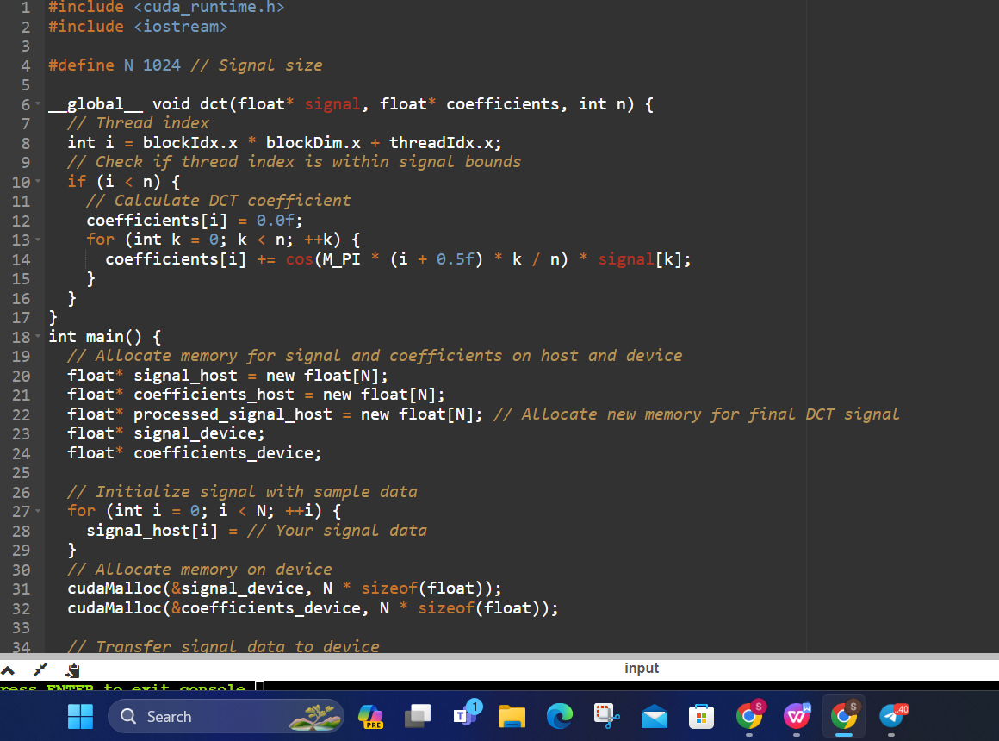 1 #include <cuda_runtime.h>
2 #include <iostream>
3
4 #define N 1024 // Signal size
5
6 __global__ void dct(float* signal, float* coefficients, int n) {
7 // Thread index
8 int i = blockIdx.x * blockDim.x + threadIdx.x;
9 // Check if thread index is within signal bounds
10 if (i < n) {
11 // Calculate DCT coefficient
12 coefficients[i] = 0.0f;
13 for (int k = 0; k < n; ++k) {
14 coefficients[i] += cos(M_PI * (i + 0.5f) * k / n) * signal[k];
15 }
16 }
17 }
18 int main() {
19 // Allocate memory for signal and coefficients on host and device
20 float* signal_host = new float[N];
21 float* coefficients_host = new float[N];
22 float* processed_signal_host = new float[N]; // Allocate new memory for final DCT signal
23 float* signal_device;
24 float* coefficients_device;
25
26 // Initialize signal with sample data
27 for (int i = 0; i < N; ++i) {
28 signal_host[i] = // Your signal data
29 }
30 // Allocate memory on device
31 cudaMalloc(&signal_device, N * sizeof(float));
32 cudaMalloc(&coefficients_device, N * sizeof(float));
33
34 // Transfer signal data to device
input
ress ENTER to exit console
Search
PRE
T
1
S
W
S
40